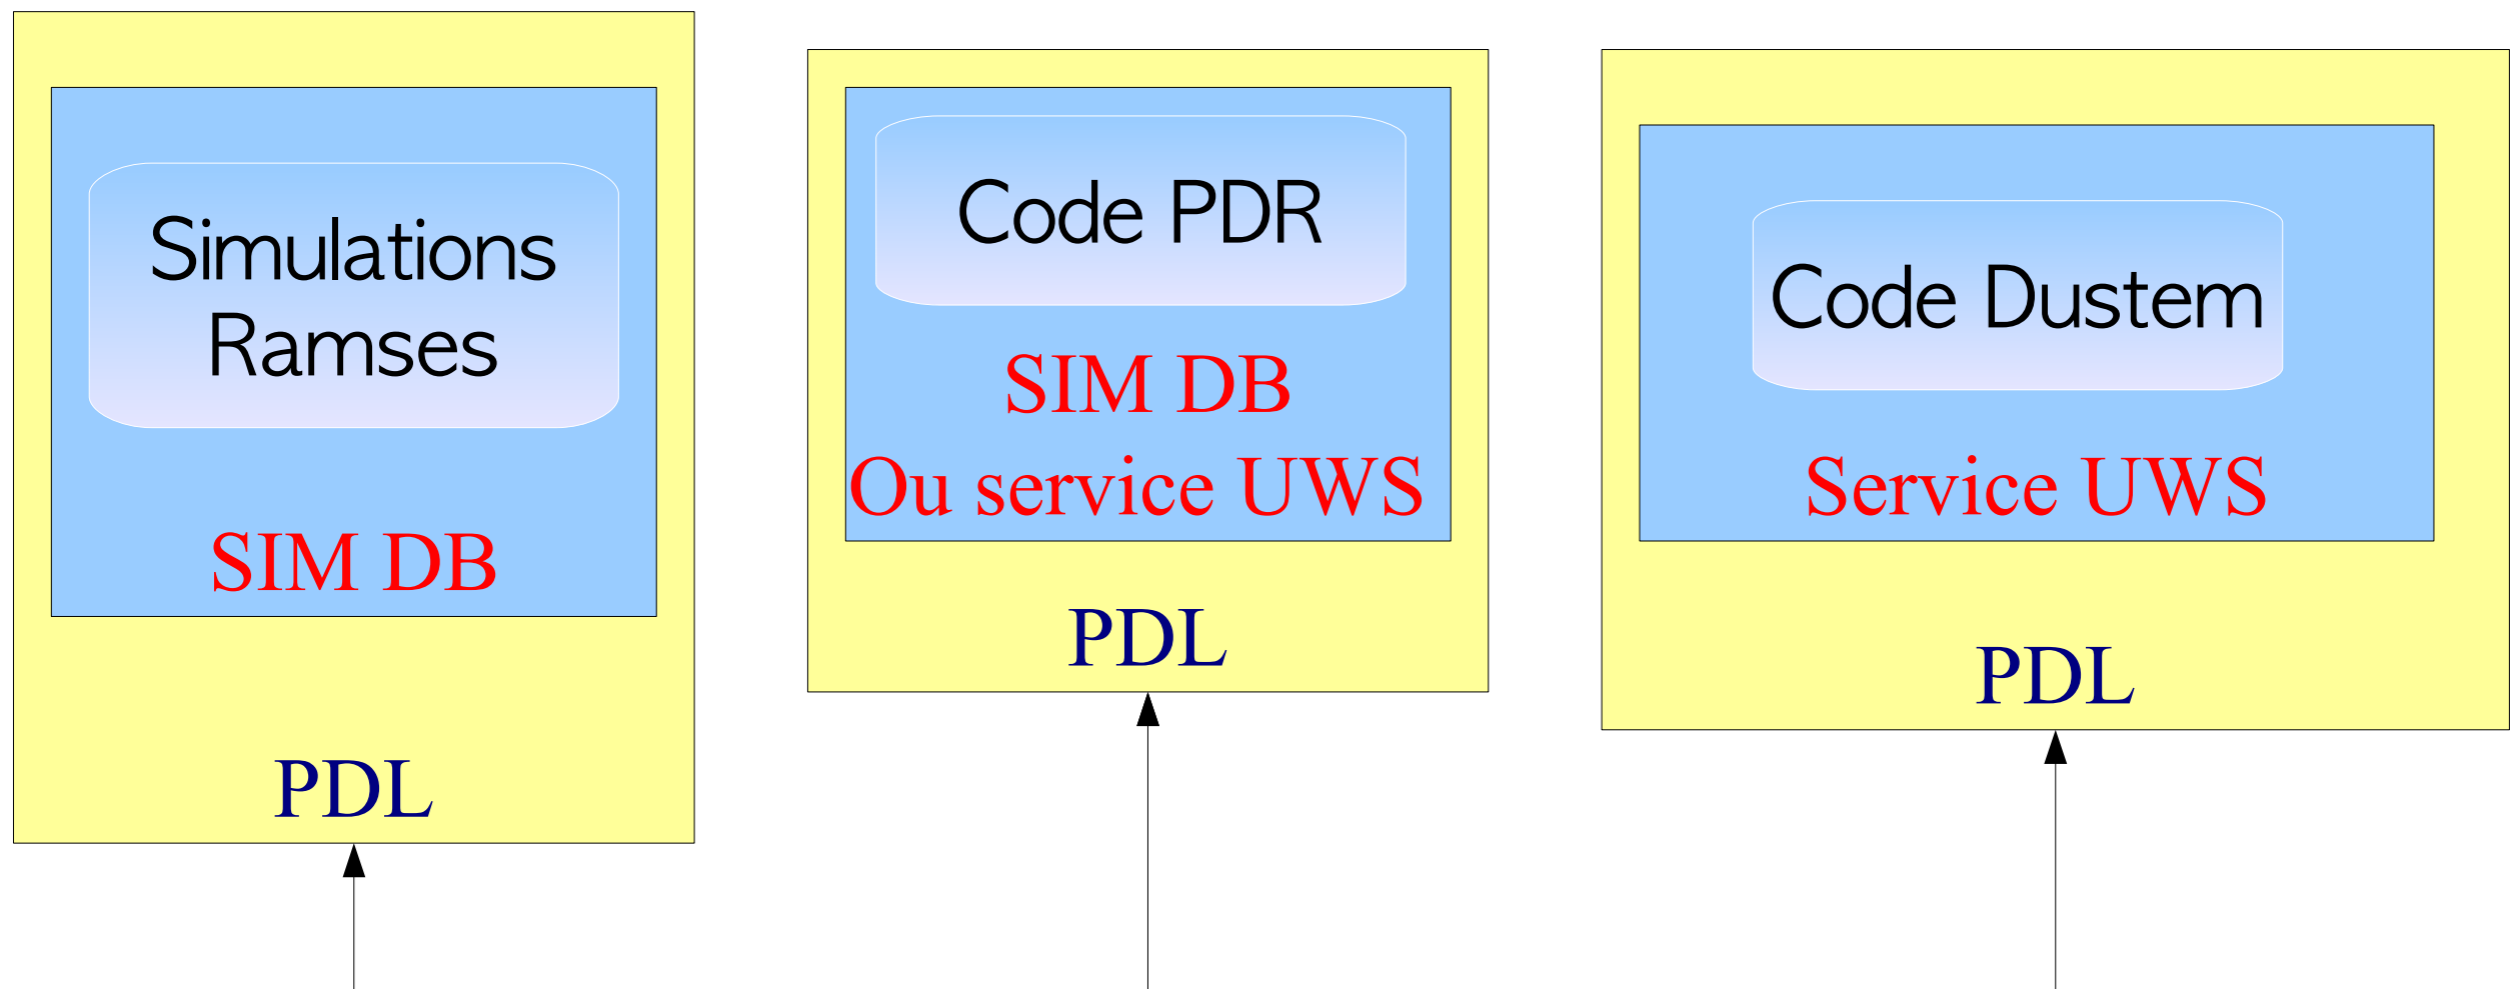 Simulations
Ramses
SIM DB
PDL
Code PDR
SIM DB
Ou service UWS
PDL
Code Dustem
Service UWS
PDL